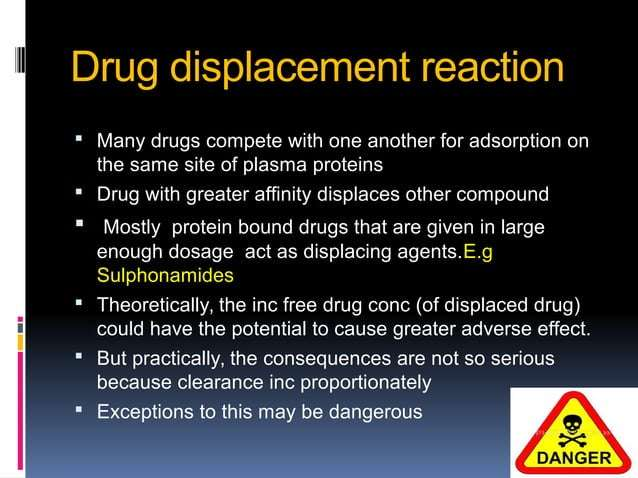 Drug displacement reaction
▪ Many drugs compete with one another for adsorption on
the same site of plasma proteins
▪ Drug with greater affinity displaces other compound
▪ Mostly protein bound drugs that are given in large
enough dosage act as displacing agents.E.g
Sulphonamides
▪ Theoretically, the inc free drug conc (of displaced drug)
could have the potential to cause greater adverse effect.
▪ But practically, the consequences are not so serious
because clearance inc proportionately
▪ Exceptions to this may be dangerous
DANGER